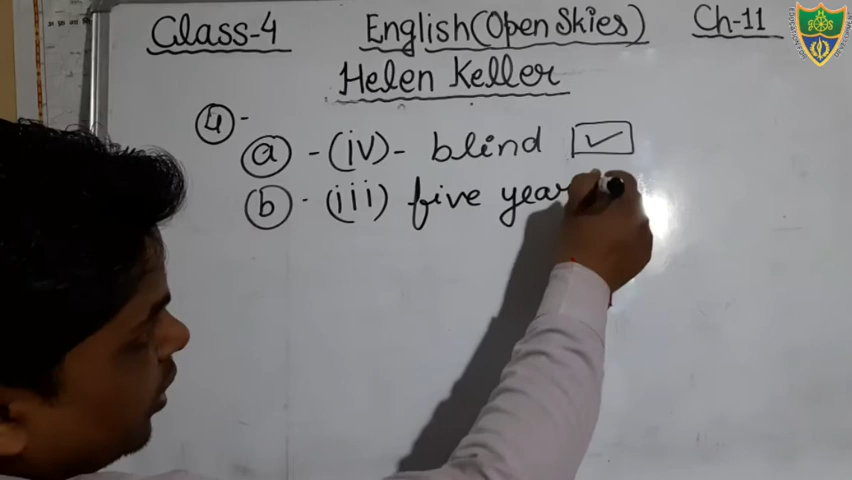 Class-4 English(Open Skies) Ch-11
Helen Keller
4-
a -(iv)- blind ✓
b - (iii) five year